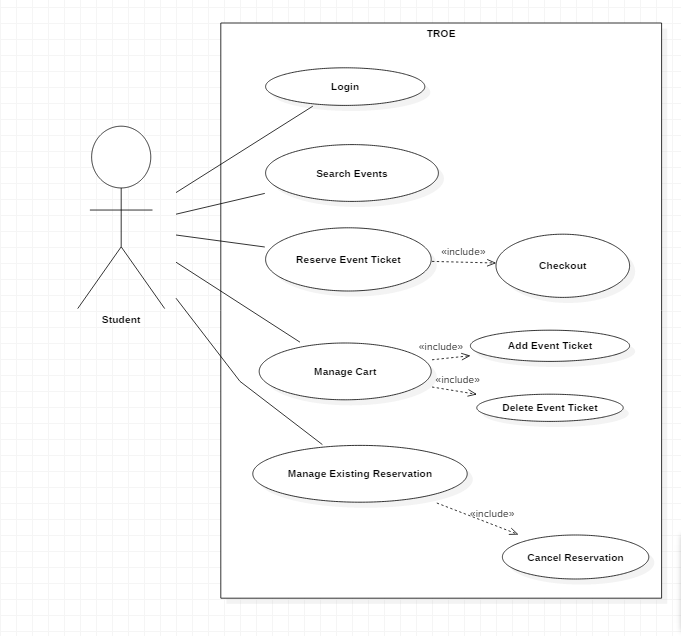 TROE
Login
Search Events
Reserve Event Ticket
«include»
Checkout
Student
Manage Cart
«include»
Add Event Ticket
«include»
Delete Event Ticket
Manage Existing Reservation
«include»
Cancel Reservation